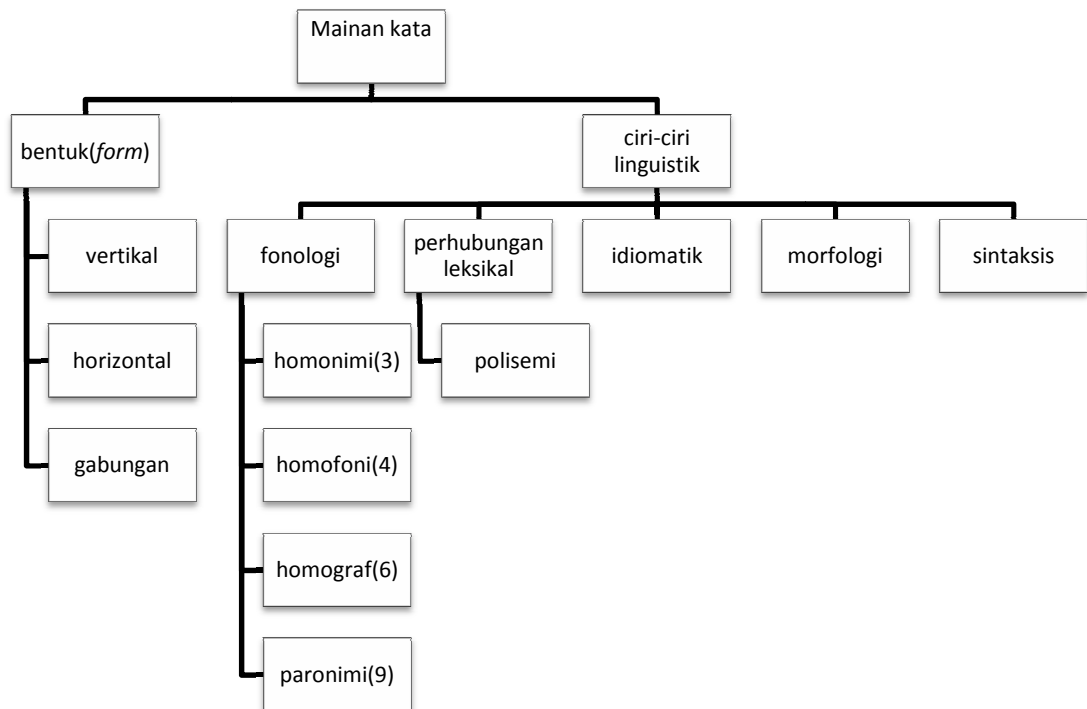 Mainan kata
bentuk(form)
ciri-ciri
linguistik
vertikal
horizontal
gabungan
fonologi
perhubungan
leksikal
idiomatik
morfologi
sintaksis
homonimi(3)
polisemi
homofoni(4)
homograf(6)
paronimi(9)